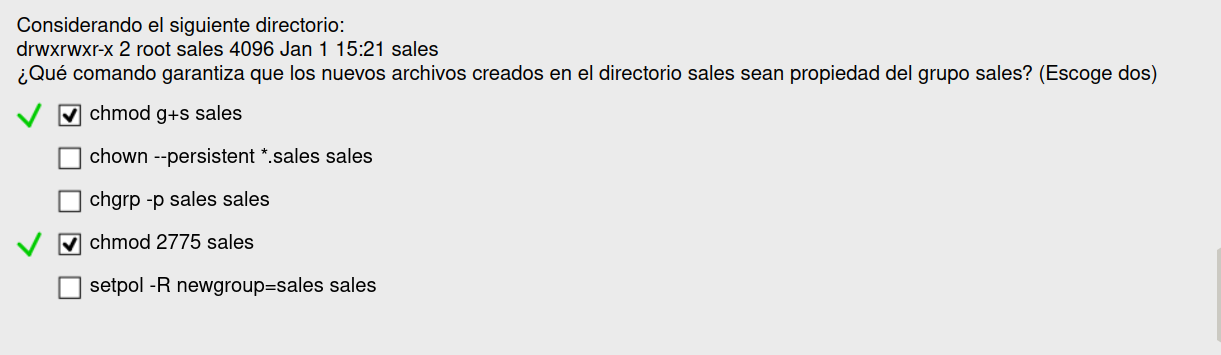 Considerando el siguiente directorio:
drwxrwxr-x 2 root sales 4096 Jan 1 15:21 sales
¿Qué comando garantiza que los nuevos archivos creados en el directorio sales sean propiedad del grupo sales? (Escoge dos)
chmod g+s sales
chown --persistent *.sales sales
chgrp -p sales sales
chmod 2775 sales
setpol -R newgroup=sales sales